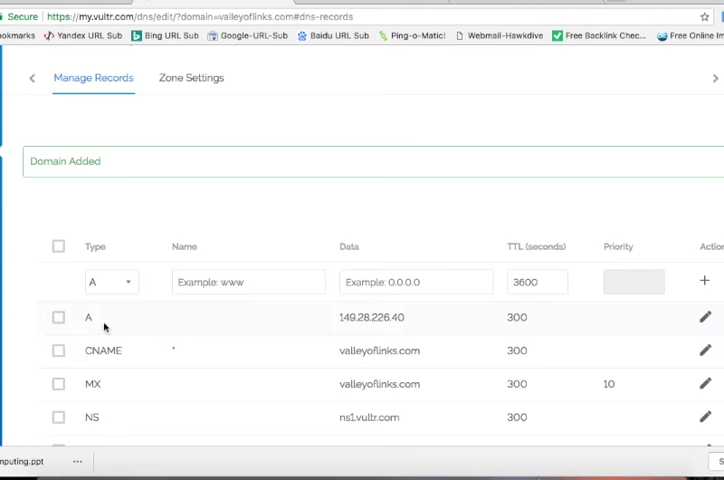 Secure https://my.vultr.com/dns/edit/?domain=valleyoflinks.com#dns-records
okmarks Yandex URL Sub Bing URL Sub Google-URL-Sub Baidu URL Sub Ping-o-Matic! Webmail-Hawkdive Free Backlink Chec... Free Online Im
Manage Records Zone Settings
Domain Added
Type Name Data TTL (seconds) Priority Action
A Example: www Example: 0.0.0.0 3600 +
A 149.28.226.40 300
CNAME * valleyoflinks.com 300
MX valleyoflinks.com 300 10
NS ns1.vultr.com 300
nputing.ppt ... S